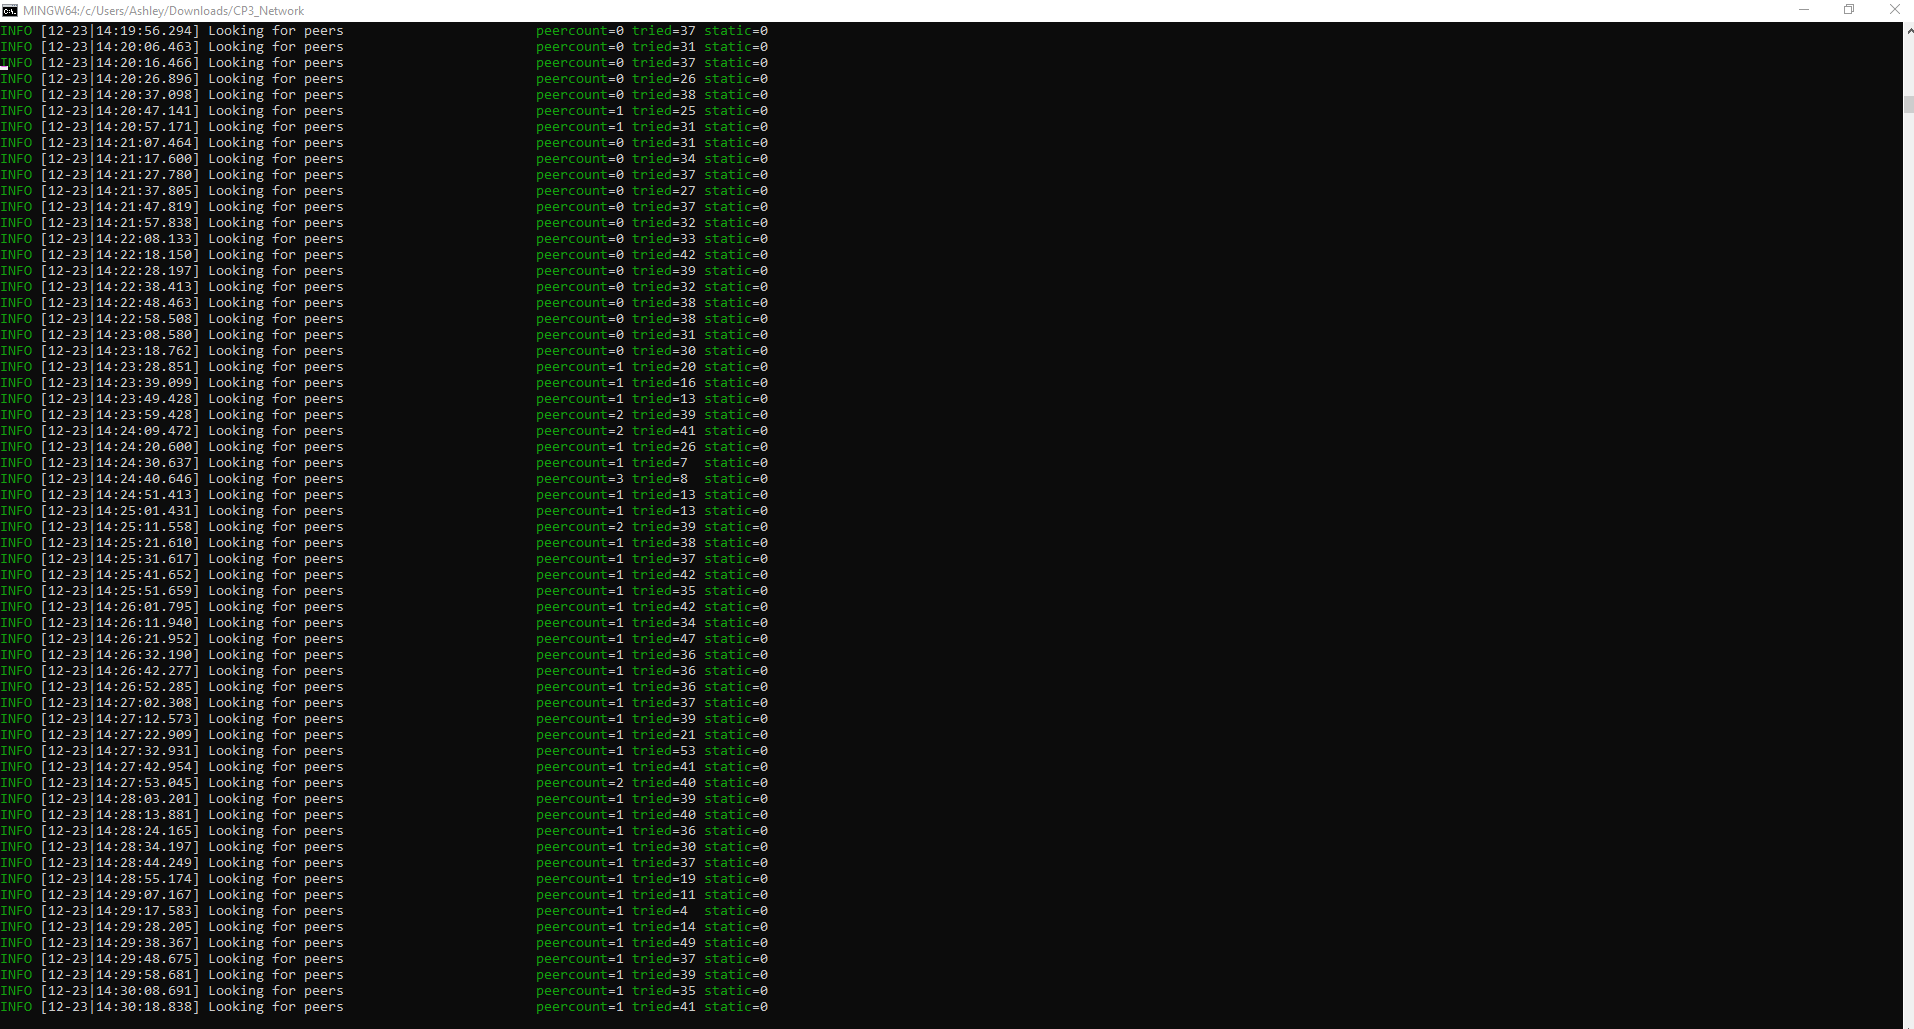 MINGW64:/c/Users/Ashley/Downloads/CP3_Network
INFO [12-23|14:19:56.294] Looking for peers peercount=0 tried=37 static=0
INFO [12-23|14:20:06.463] Looking for peers peercount=0 tried=31 static=0
INFO [12-23|14:20:16.466] Looking for peers peercount=0 tried=37 static=0
INFO [12-23|14:20:26.896] Looking for peers peercount=0 tried=26 static=0
INFO [12-23|14:20:37.098] Looking for peers peercount=0 tried=38 static=0
INFO [12-23|14:20:47.141] Looking for peers peercount=1 tried=25 static=0
INFO [12-23|14:20:57.171] Looking for peers peercount=1 tried=31 static=0
INFO [12-23|14:21:07.464] Looking for peers peercount=0 tried=31 static=0
INFO [12-23|14:21:17.600] Looking for peers peercount=0 tried=34 static=0
INFO [12-23|14:21:27.780] Looking for peers peercount=0 tried=37 static=0
INFO [12-23|14:21:37.805] Looking for peers peercount=0 tried=27 static=0
INFO [12-23|14:21:47.819] Looking for peers peercount=0 tried=37 static=0
INFO [12-23|14:21:57.838] Looking for peers peercount=0 tried=32 static=0
INFO [12-23|14:22:08.133] Looking for peers peercount=0 tried=33 static=0
INFO [12-23|14:22:18.150] Looking for peers peercount=0 tried=42 static=0
INFO [12-23|14:22:28.197] Looking for peers peercount=0 tried=39 static=0
INFO [12-23|14:22:38.413] Looking for peers peercount=0 tried=32 static=0
INFO [12-23|14:22:48.463] Looking for peers peercount=0 tried=38 static=0
INFO [12-23|14:22:58.508] Looking for peers peercount=0 tried=38 static=0
INFO [12-23|14:23:08.580] Looking for peers peercount=0 tried=31 static=0
INFO [12-23|14:23:18.762] Looking for peers peercount=0 tried=30 static=0
INFO [12-23|14:23:28.851] Looking for peers peercount=1 tried=20 static=0
INFO [12-23|14:23:39.099] Looking for peers peercount=1 tried=16 static=0
INFO [12-23|14:23:49.428] Looking for peers peercount=1 tried=13 static=0
INFO [12-23|14:23:59.428] Looking for peers peercount=2 tried=39 static=0
INFO [12-23|14:24:09.472] Looking for peers peercount=2 tried=41 static=0
INFO [12-23|14:24:20.600] Looking for peers peercount=1 tried=26 static=0
INFO [12-23|14:24:30.637] Looking for peers peercount=1 tried=7 static=0
INFO [12-23|14:24:40.646] Looking for peers peercount=3 tried=8 static=0
INFO [12-23|14:24:51.413] Looking for peers peercount=1 tried=13 static=0
INFO [12-23|14:25:01.431] Looking for peers peercount=1 tried=13 static=0
INFO [12-23|14:25:11.558] Looking for peers peercount=2 tried=39 static=0
INFO [12-23|14:25:21.610] Looking for peers peercount=1 tried=38 static=0
INFO [12-23|14:25:31.617] Looking for peers peercount=1 tried=37 static=0
INFO [12-23|14:25:41.652] Looking for peers peercount=1 tried=42 static=0
INFO [12-23|14:25:51.659] Looking for peers peercount=1 tried=35 static=0
INFO [12-23|14:26:01.795] Looking for peers peercount=1 tried=42 static=0
INFO [12-23|14:26:11.940] Looking for peers peercount=1 tried=34 static=0
INFO [12-23|14:26:21.952] Looking for peers peercount=1 tried=47 static=0
INFO [12-23|14:26:32.190] Looking for peers peercount=1 tried=36 static=0
INFO [12-23|14:26:42.277] Looking for peers peercount=1 tried=36 static=0
INFO [12-23|14:26:52.285] Looking for peers peercount=1 tried=36 static=0
INFO [12-23|14:27:02.308] Looking for peers peercount=1 tried=37 static=0
INFO [12-23|14:27:12.573] Looking for peers peercount=1 tried=39 static=0
INFO [12-23|14:27:22.909] Looking for peers peercount=1 tried=21 static=0
INFO [12-23|14:27:32.931] Looking for peers peercount=1 tried=53 static=0
INFO [12-23|14:27:42.954] Looking for peers peercount=1 tried=41 static=0
INFO [12-23|14:27:53.045] Looking for peers peercount=2 tried=40 static=0
INFO [12-23|14:28:03.201] Looking for peers peercount=1 tried=39 static=0
INFO [12-23|14:28:13.881] Looking for peers peercount=1 tried=40 static=0
INFO [12-23|14:28:24.165] Looking for peers peercount=1 tried=36 static=0
INFO [12-23|14:28:34.197] Looking for peers peercount=1 tried=30 static=0
INFO [12-23|14:28:44.249] Looking for peers peercount=1 tried=37 static=0
INFO [12-23|14:28:55.174] Looking for peers peercount=1 tried=19 static=0
INFO [12-23|14:29:07.167] Looking for peers peercount=1 tried=11 static=0
INFO [12-23|14:29:17.583] Looking for peers peercount=1 tried=4 static=0
INFO [12-23|14:29:28.205] Looking for peers peercount=1 tried=14 static=0
INFO [12-23|14:29:38.367] Looking for peers peercount=1 tried=49 static=0
INFO [12-23|14:29:48.675] Looking for peers peercount=1 tried=37 static=0
INFO [12-23|14:29:58.681] Looking for peers peercount=1 tried=39 static=0
INFO [12-23|14:30:08.691] Looking for peers peercount=1 tried=35 static=0
INFO [12-23|14:30:18.838] Looking for peers peercount=1 tried=41 static=0